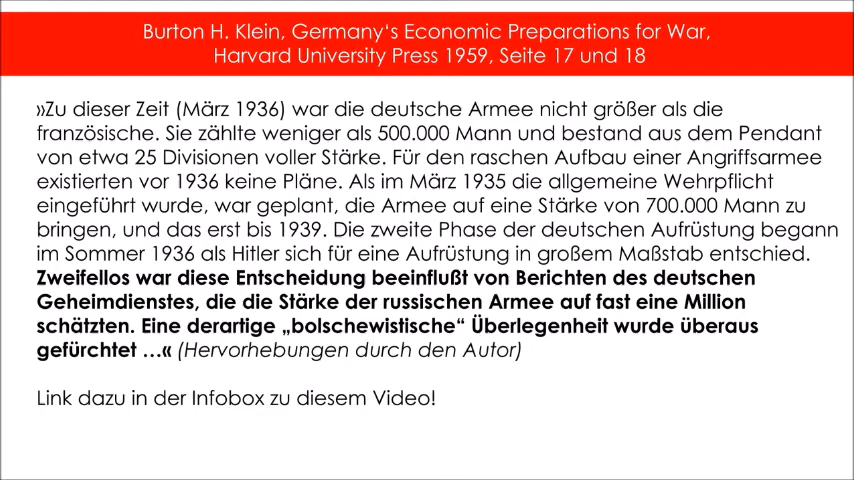 Burton H. Klein, Germany‘s Economic Preparations for War,
Harvard University Press 1959, Seite 17 und 18
»Zu dieser Zeit (März 1936) war die deutsche Armee nicht größer als die
französische. Sie zählte weniger als 500.000 Mann und bestand aus dem Pendant
von etwa 25 Divisionen voller Stärke. Für den raschen Aufbau einer Angriffsarmee
existierten vor 1936 keine Pläne. Als im März 1935 die allgemeine Wehrpflicht
eingeführt wurde, war geplant, die Armee auf eine Stärke von 700.000 Mann zu
bringen, und das erst bis 1939. Die zweite Phase der deutschen Aufrüstung begann
im Sommer 1936 als Hitler sich für eine Aufrüstung in großem Maßstab entschied.
Zweifellos war diese Entscheidung beeinflußt von Berichten des deutschen
Geheimdienstes, die die Stärke der russischen Armee auf fast eine Million
schätzten. Eine derartige „bolschewistische“ Überlegenheit wurde überaus
gefürchtet ...« (Hervorhebungen durch den Autor)
Link dazu in der Infobox zu diesem Video!